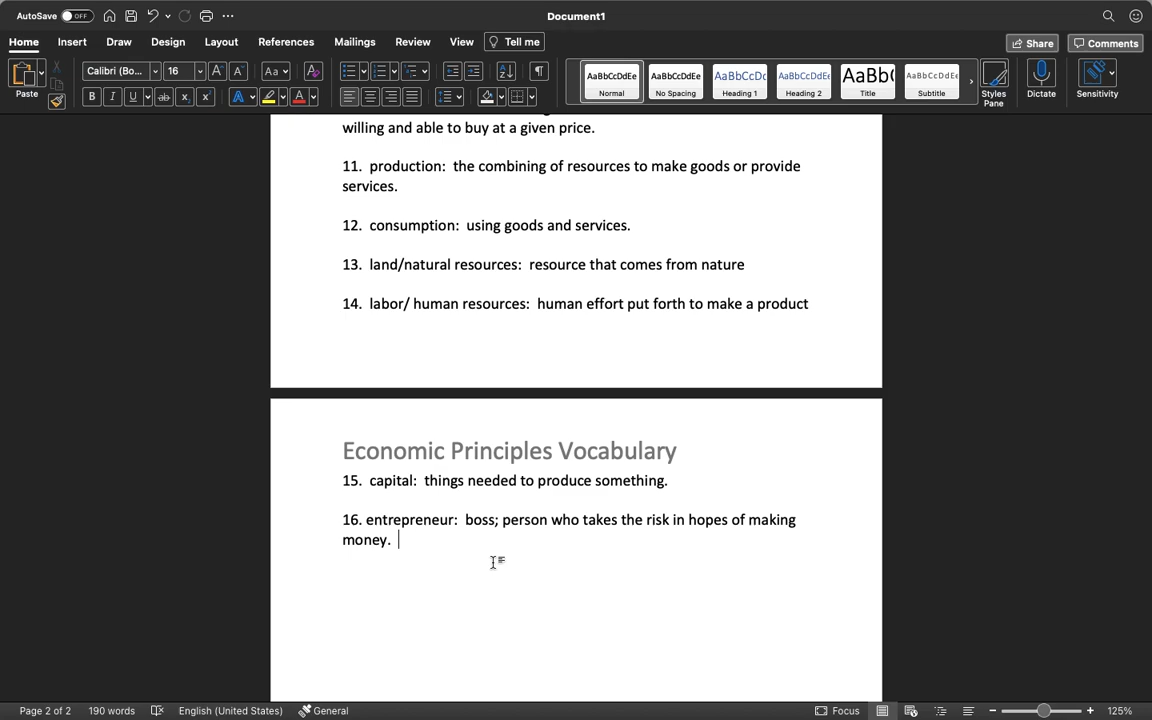 AutoSave OFF Document1
Home Insert Draw Design Layout References Mailings Review View Tell me Share Comments
Paste Calibri (Bo... 16 A A Aa A
B I U ab x₂ x² A A
AaBbCcDdEe AaBbCcDdEe AaBbCcDc AaBbCcDdEe AaBb( AaBbCcDdEe
Normal No Spacing Heading 1 Heading 2 Title Subtitle
Styles Pane Dictate Sensitivity
willing and able to buy at a given price.
11. production: the combining of resources to make goods or provide
services.
12. consumption: using goods and services.
13. land/natural resources: resource that comes from nature
14. labor/ human resources: human effort put forth to make a product
Economic Principles Vocabulary
15. capital: things needed to produce something.
16. entrepreneur: boss; person who takes the risk in hopes of making
money.
Page 2 of 2 190 words English (United States) General Focus 125%